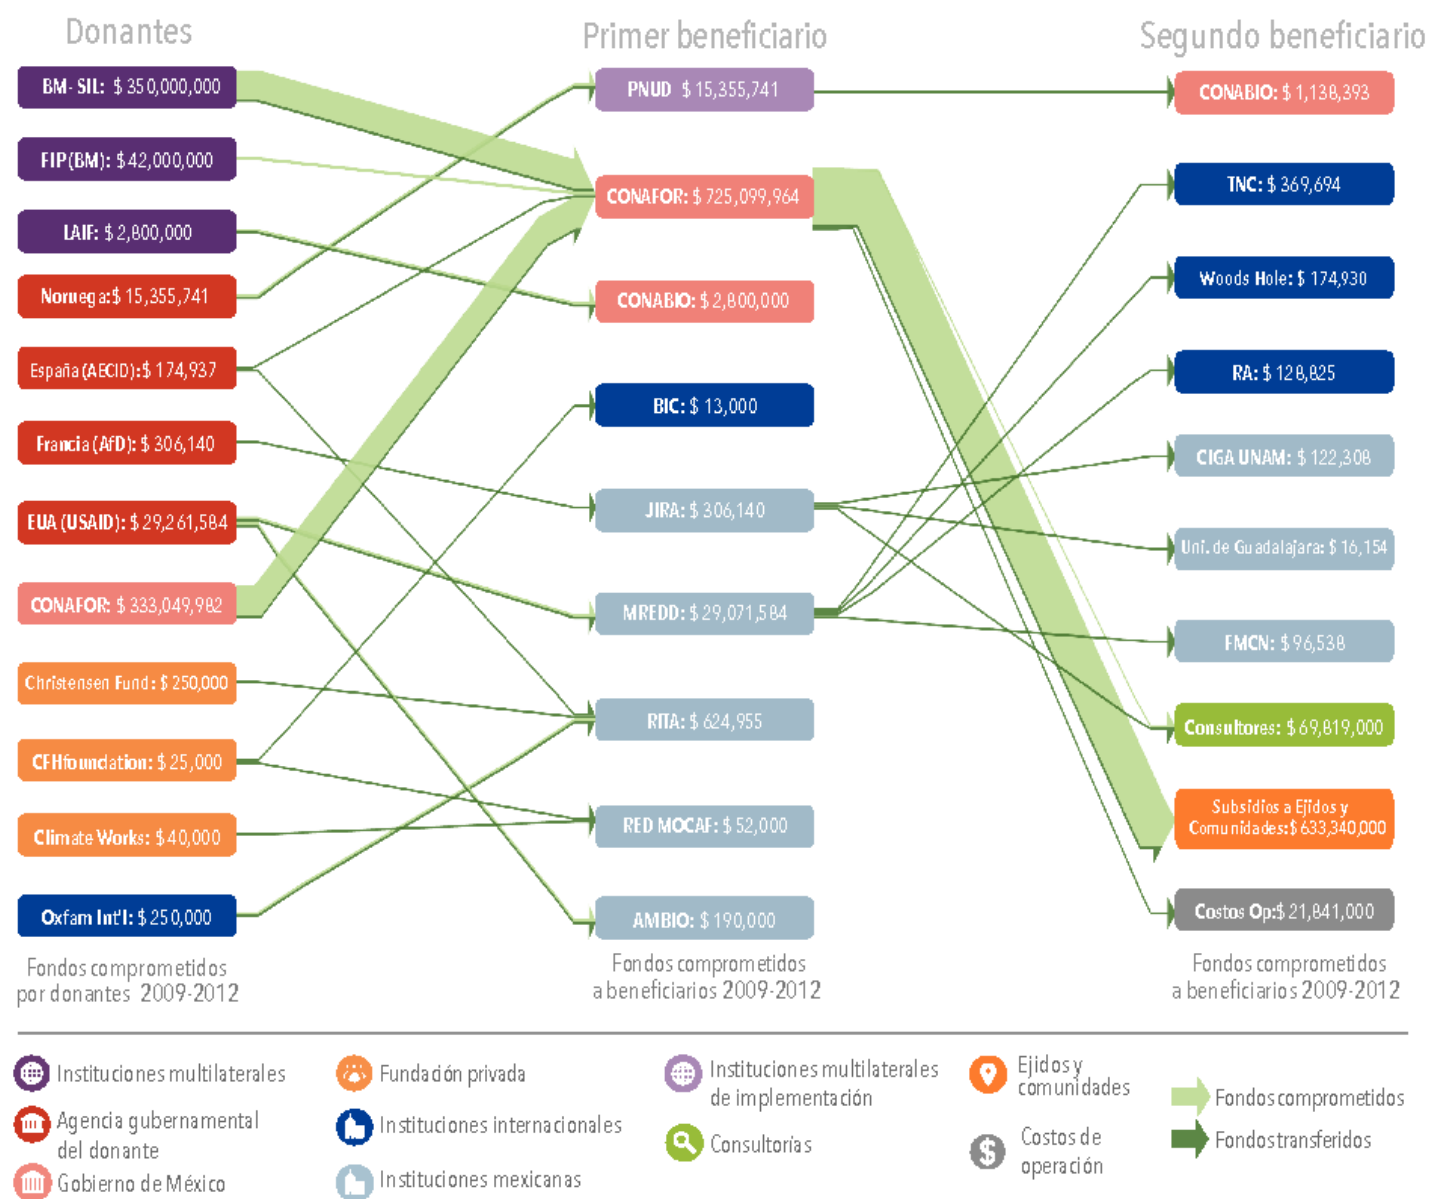 Donantes
BM- SIL: $ 350,000,000
FIP(BM): $ 42,000,000
LAIF: $ 2,800,000
Noruega:$ 15,355,741
España (AECID):$ 174,937
Francia (AfD): $ 306,140
EUA (USAID): $ 29,261,584
CONAFOR: $ 333,049,982
Christensen Fund: $ 250,000
CFHfoundation: $ 25,000
Climate Works: $ 40,000
Oxfam Int'l: $ 250,000
Fondos comprometidos
por donantes 2009-2012
Primer beneficiario
PNUD $ 15,355,741
CONAFOR: $ 725,099,964
CONABIO: $ 2,800,000
BIC: $ 13,000
JIRA: $ 306,140
MREDD: $ 29,071,584
RITA: $ 624,955
RED MOCAF: $ 52,000
AMBIO: $ 190,000
Fondos comprometidos
a beneficiarios 2009-2012
Segundo beneficiario
CONABIO: $ 1,138,393
TNC: $ 369,694
Woods Hole: $ 174,930
RA: $ 128,825
CIGA UNAM: $ 122,308
Uni. de Guadalajara: $ 16,154
FMCN: $ 96,538
Consultores: $ 69,819,000
Subsidios a Ejidos y
Comunidades:$ 633,340,000
Costos Op:$ 21,841,000
Fondos comprometidos
a beneficiarios 2009-2012
Instituciones multilaterales
Agencia gubernamental
del donante
Gobierno de México
Fundación privada
Instituciones internacionales
Instituciones mexicanas
Instituciones multilaterales
de implementación
Consultorías
Ejidos y
comunidades
$
Costos de
operación
Fondos comprometidos
Fondos transferidos